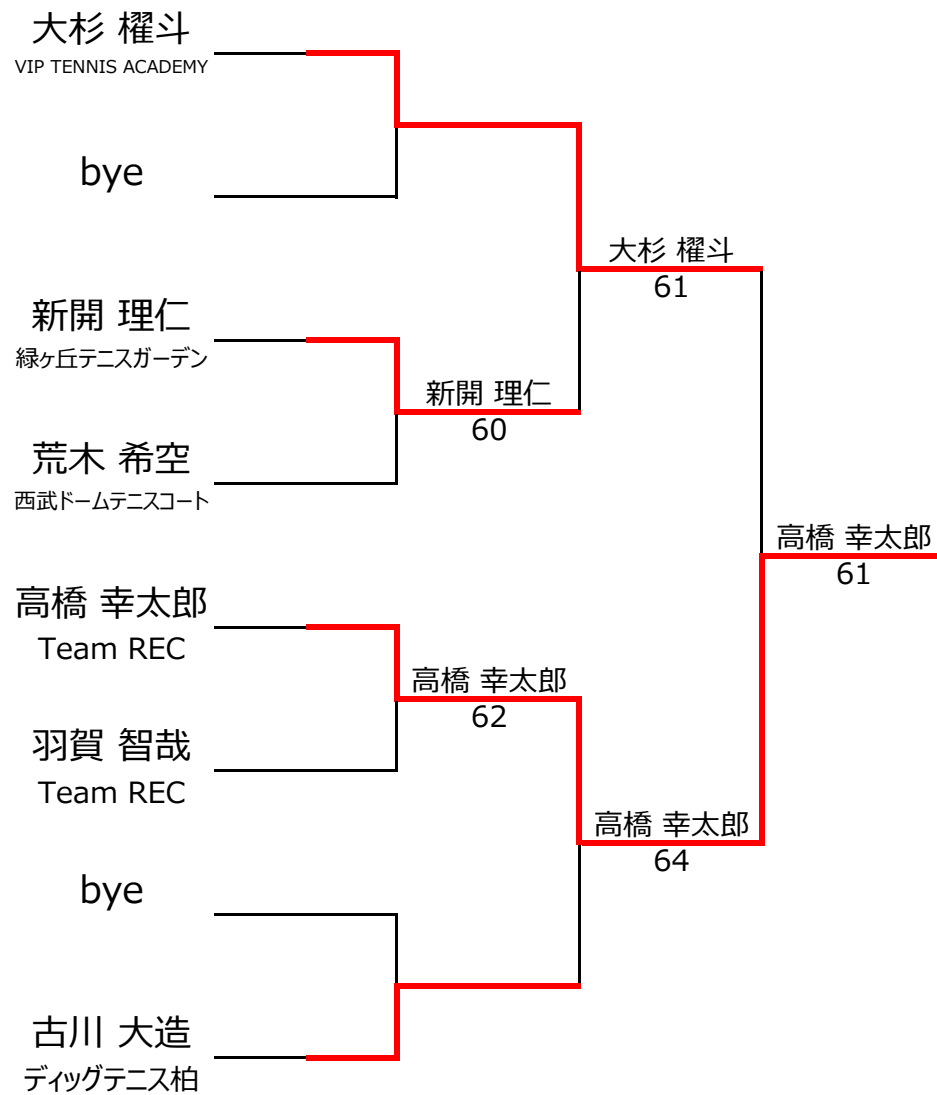 大杉 櫂斗
VIP TENNIS ACADEMY
bye
大杉 櫂斗
61
新開 理仁
緑ヶ丘テニスガーデン
新開 理仁
60
荒木 希空
西武ドームテニスコート
高橋 幸太郎
61
高橋 幸太郎
Team REC
高橋 幸太郎
62
羽賀 智哉
Team REC
高橋 幸太郎
64
bye
古川 大造
ディッグテニス柏